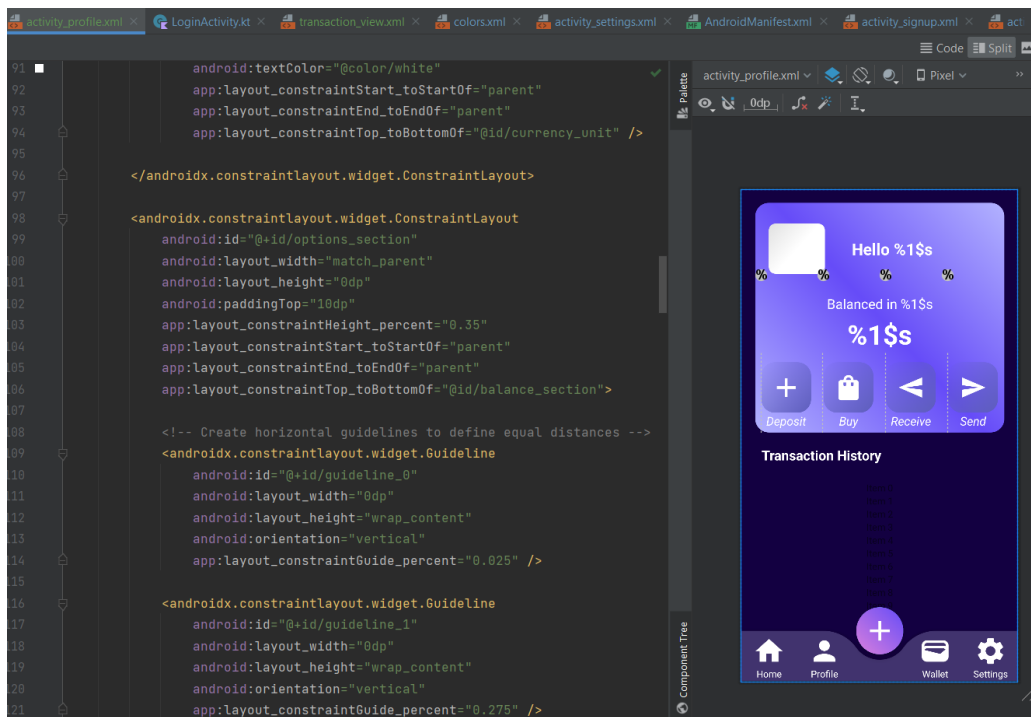 activity_profile.xml × LoginActivity.kt × transaction_view.xml × colors.xml × activity_settings.xml × AndroidManifest.xml × activity_signup.xml × act
Code Split
91 android:textColor="@color/white"
92 app:layout_constraintStart_toStartOf="parent"
93 app:layout_constraintEnd_toEndOf="parent"
94 app:layout_constraintTop_toBottomOf="@id/currency_unit" />
95
96 </androidx.constraintlayout.widget.ConstraintLayout>
97
98 <androidx.constraintlayout.widget.ConstraintLayout
99 android:id="@+id/options_section"
100 android:layout_width="match_parent"
101 android:layout_height="0dp"
102 android:paddingTop="10dp"
103 app:layout_constraintHeight_percent="0.35"
104 app:layout_constraintStart_toStartOf="parent"
105 app:layout_constraintEnd_toEndOf="parent"
106 app:layout_constraintTop_toBottomOf="@id/balance_section">
107
108 <!-- Create horizontal guidelines to define equal distances -->
109 <androidx.constraintlayout.widget.Guideline
110 android:id="@+id/guideline_0"
111 android:layout_width="0dp"
112 android:layout_height="wrap_content"
113 android:orientation="vertical"
114 app:layout_constraintGuide_percent="0.025" />
115
116 <androidx.constraintlayout.widget.Guideline
117 android:id="@+id/guideline_1"
118 android:layout_width="0dp"
119 android:layout_height="wrap_content"
120 android:orientation="vertical"
121 app:layout_constraintGuide_percent="0.275" />
Palette
Component Tree
activity_profile.xml Pixel »
0dp
Hello %1$s
% % % %
Balanced in %1$s
%1$s
Deposit Buy Receive Send
Transaction History
Home Profile Wallet Settings